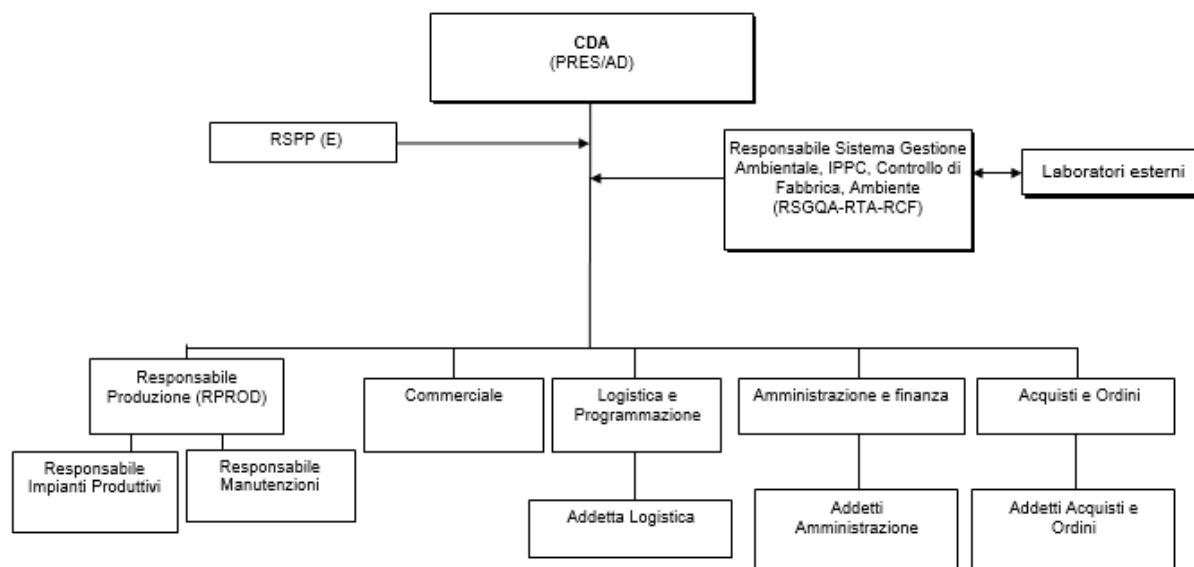 CDA
(PRES/AD)
RSPP (E)
Responsabile Sistema Gestione
Ambientale, IPPC, Controllo di
Fabbrica, Ambiente
(RSGQA-RTA-RCF)
Laboratori esterni
Responsabile
Produzione (RPROD)
Commerciale
Logistica e
Programmazione
Amministrazione e finanza
Acquisti e Ordini
Responsabile
Impianti Produttivi
Responsabile
Manutenzioni
Addetta Logistica
Addetti
Amministrazione
Addetti Acquisti e
Ordini